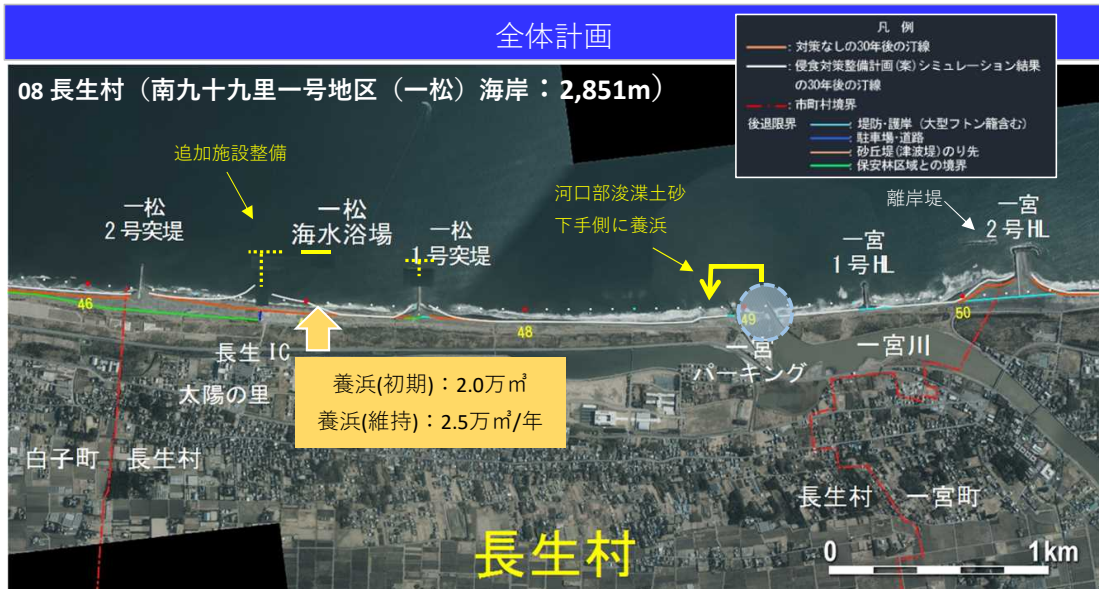 全体計画
08 長生村（南九十九里一号地区（一松）海岸：2,851m）
凡 例
：対策なしの30年後の汀線
：侵食対策整備計画(案)シミュレーション結果
の30年後の汀線
：市町村境界
後退限界
：堤防・護岸（大型フトン籠含む）
：駐車場・道路
：砂丘堤(津波堤)のり先
：保安林区域との境界
追加施設整備
河口部浚渫土砂
下手側に養浜
離岸堤
一松
2号突堤
一松
海水浴場
一松
1号突堤
一宮
1号HL
一宮
2号HL
46
48
49
50
長生IC
太陽の里
一宮
パーキング
一宮川
養浜(初期)：2.0万㎥
養浜(維持)：2.5万㎥/年
白子町
長生村
長生村
一宮町
長生村
0
1km